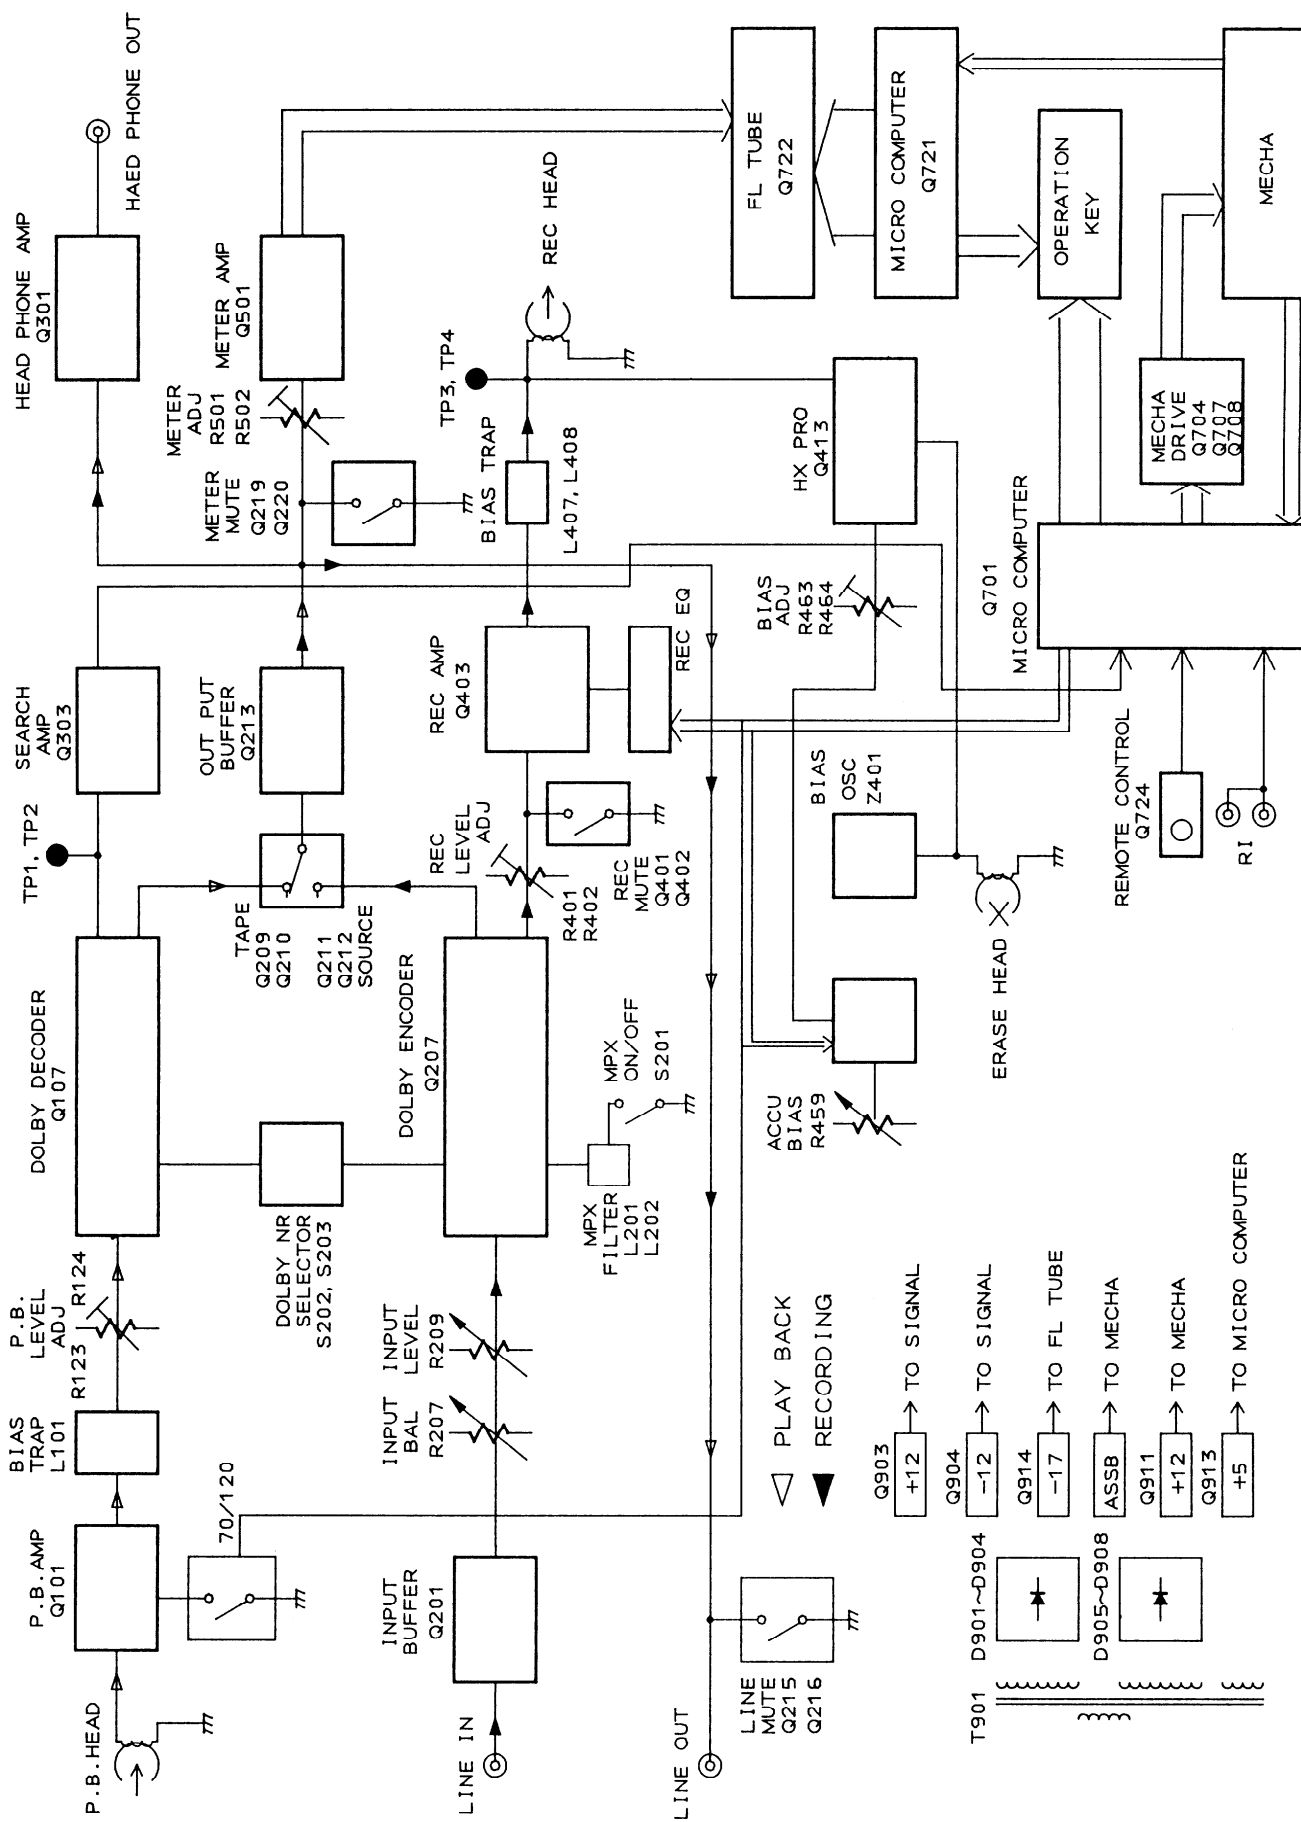 P.B.HEAD
P.B.AMP
Q101
70/120
BIAS
TRAP
L101
P.B.
LEVEL
ADJ
R123
R124
DOLBY DECODER
Q107
TP1, TP2
SEARCH
AMP
Q303
HEAD PHONE AMP
Q301
HAED PHONE OUT
DOLBY NR
SELECTOR
S202, S203
TAPE
Q209
Q210
Q211
Q212
SOURCE
OUT PUT
BUFFER
Q213
METER
MUTE
Q219
Q220
METER
ADJ
R501
R502
METER AMP
Q501
LINE IN
INPUT
BUFFER
Q201
INPUT
BAL
R207
INPUT
LEVEL
R209
DOLBY ENCODER
Q207
REC
LEVEL
ADJ
R401
R402
REC
MUTE
Q401
Q402
REC AMP
Q403
REC EQ
BIAS TRAP
L407, L408
TP3, TP4
REC HEAD
MPX
FILTER
L201
L202
MPX
ON/OFF
S201
LINE OUT
LINE
MUTE
Q215
Q216
PLAY BACK
RECORDING
ACCU
BIAS
R459
BIAS
OSC
Z401
BIAS
ADJ
R463
R464
HX PRO
Q413
FL TUBE
Q722
MICRO COMPUTER
Q721
ERASE HEAD
REMOTE CONTROL
Q724
RI
Q701
MICRO COMPUTER
OPERATION
KEY
MECHA
DRIVE
Q704
Q707
Q708
MECHA
T901
D901~D904
D905~D908
Q903
+12
TO SIGNAL
Q904
-12
TO SIGNAL
Q914
-17
TO FL TUBE
ASSB
TO MECHA
Q911
+12
TO MECHA
Q913
+5
TO MICRO COMPUTER